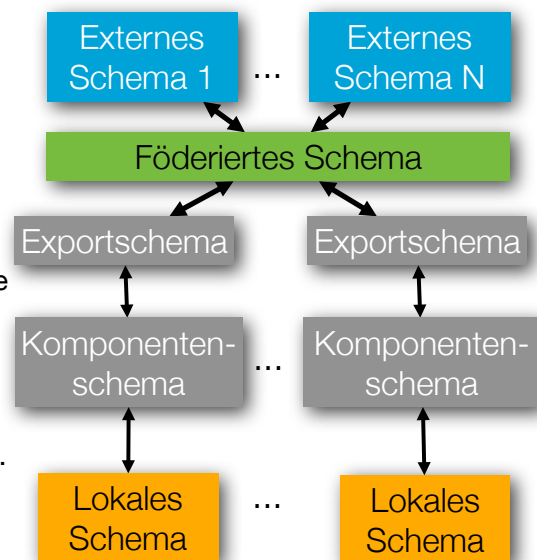 Externes
Schema 1
...
Externes
Schema N
Föderiertes Schema
Exportschema
Exportschema
e
Komponenten-
schema
...
Komponenten-
schema
.
Lokales
Schema
...
Lokales
Schema